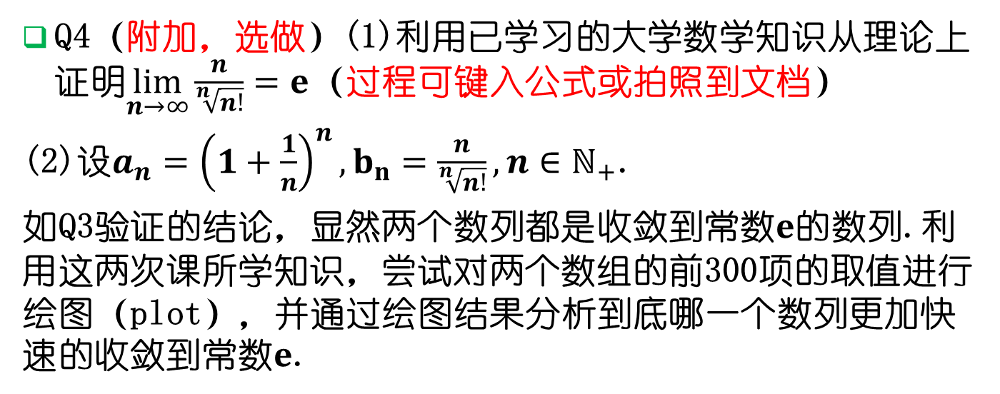 ❑Q4（附加，选做）(1)利用已学习的大学数学知识从理论上
证明$\lim_{n\to\infty}\frac{n}{\sqrt[n]{n!}}=\mathbf{e}$（过程可键入公式或拍照到文档）
(2)设$a_n=\left(1+\frac{1}{n}\right)^n,\mathbf{b_n}=\frac{n}{\sqrt[n]{n!}},n\in\mathbb{N}_+.$
如Q3验证的结论，显然两个数列都是收敛到常数e的数列.利
用这两次课所学知识，尝试对两个数组的前300项的取值进行
绘图（plot），并通过绘图结果分析到底哪一个数列更加快
速的收敛到常数e.